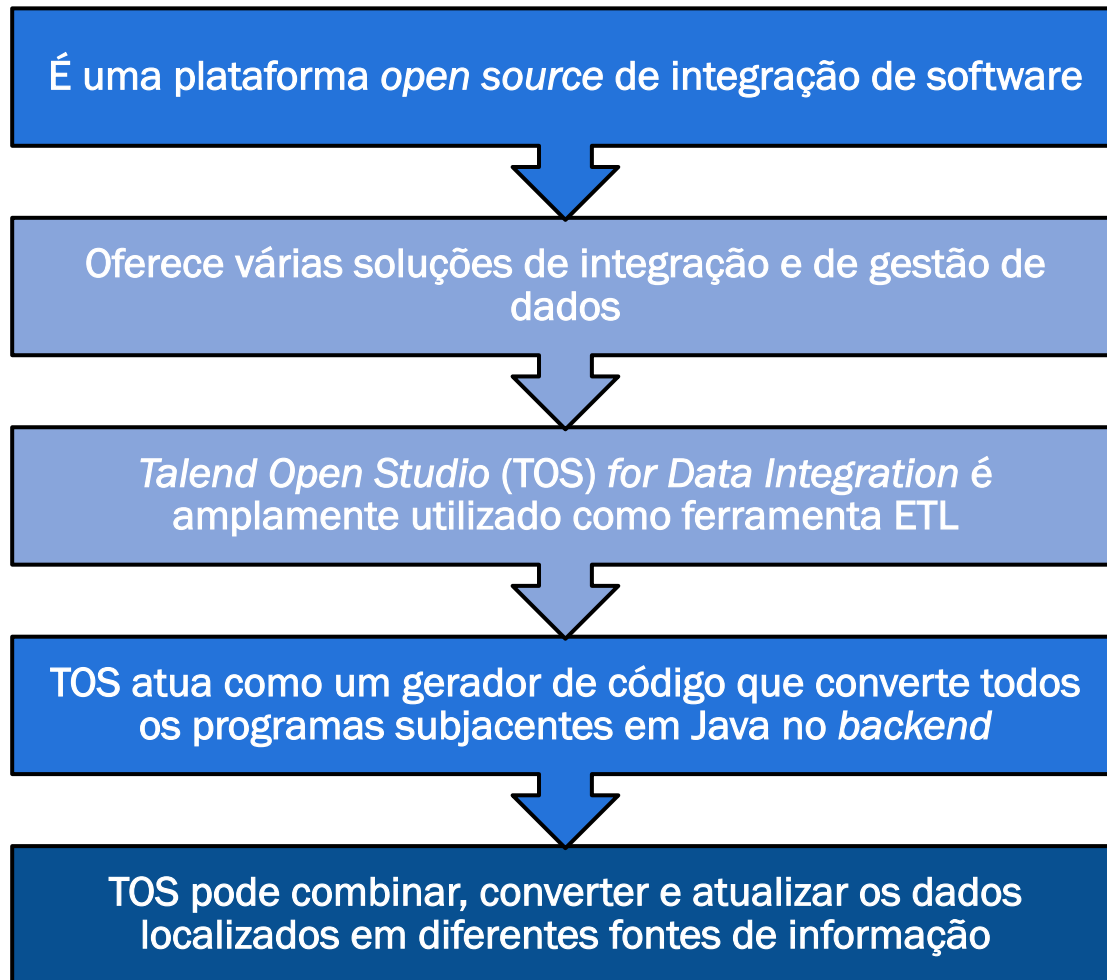 É uma plataforma open source de integração de software
Oferece várias soluções de integração e de gestão de
dados
Talend Open Studio (TOS) for Data Integration é
amplamente utilizado como ferramenta ETL
TOS atua como um gerador de código que converte todos
os programas subjacentes em Java no backend
TOS pode combinar, converter e atualizar os dados
localizados em diferentes fontes de informação